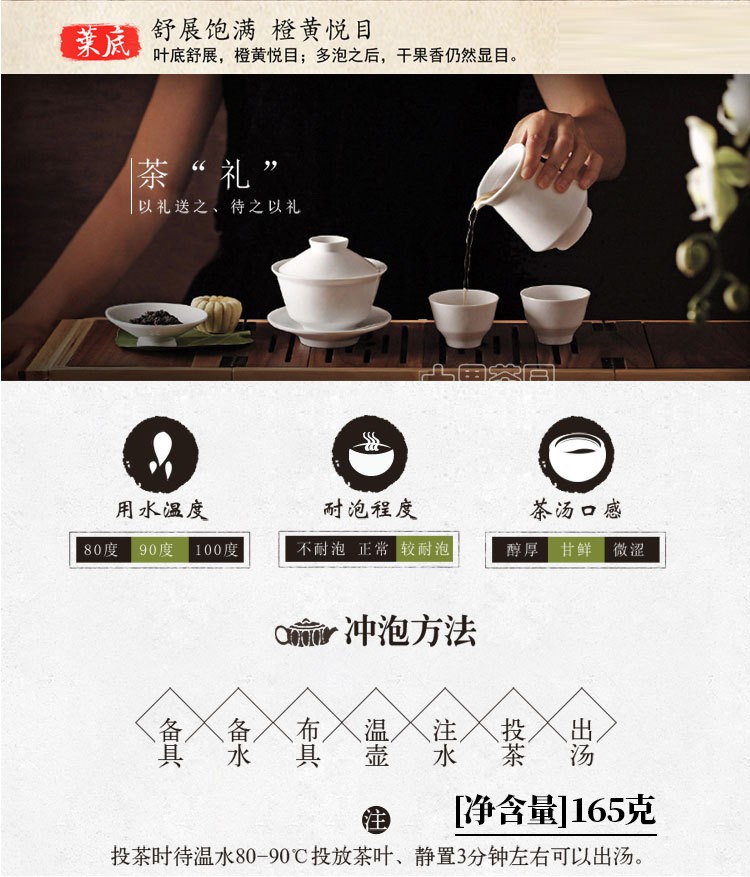 葉底
舒展饱满 橙黄悦目
叶底舒展，橙黄悦目；多泡之后，干果香仍然显目。
茶“礼”
以礼送之、待之以礼
用水温度
80度 90度 100度
耐泡程度
不耐泡 正常 较耐泡
茶汤口感
醇厚 甘鲜 微涩
冲泡方法
备具
备水
布具
温壶
注水
投茶
出汤
[净含量]165克
注
投茶时待温水80-90℃投放茶叶、静置3分钟左右可以出汤。